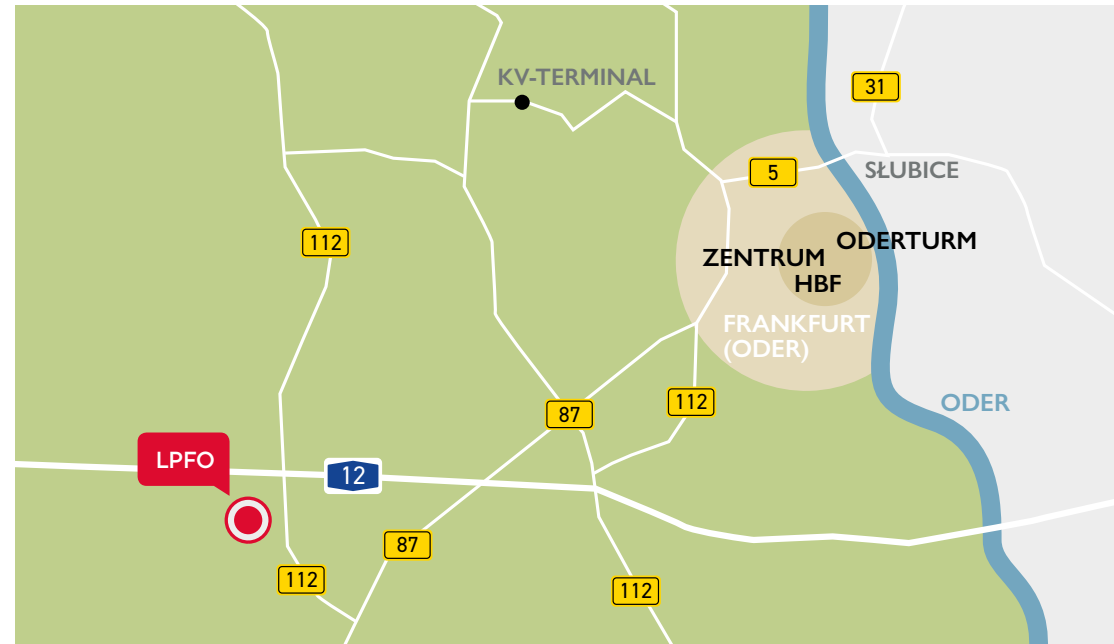 KV-TERMINAL
31
5
SŁUBICE
112
ODERTURM
ZENTRUM
HBF
FRANKFURT
(ODER)
112
87
ODER
LPFO
12
87
112
112